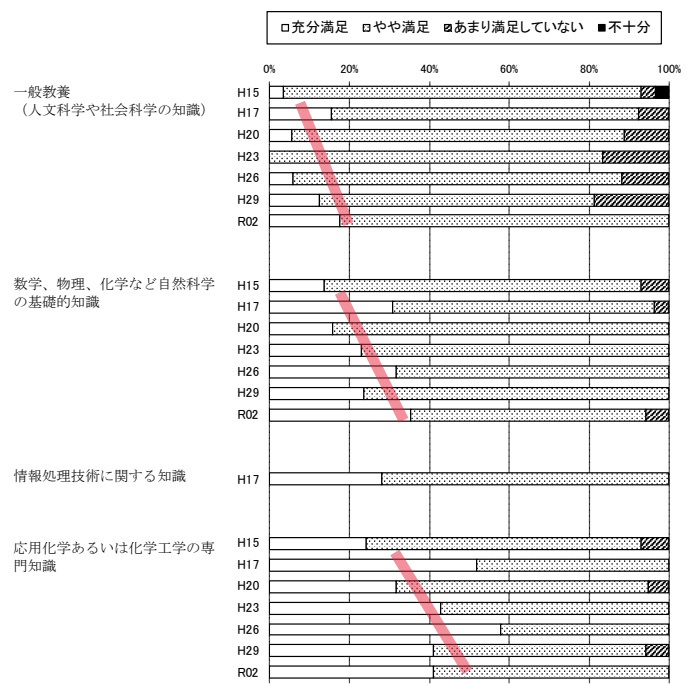 □充分満足 □やや満足 □あまり満足していない ■不十分
0% 20% 40% 60% 80% 100%
一般教養
（人文科学や社会科学の知識）
H15
H17
H20
H23
H26
H29
R02
数学、物理、化学など自然科学
の基礎的知識
H15
H17
H20
H23
H26
H29
R02
情報処理技術に関する知識
H17
応用化学あるいは化学工学の専
門知識
H15
H17
H20
H23
H26
H29
R02